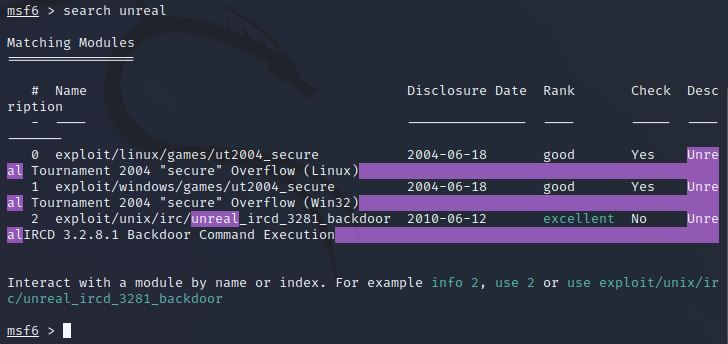 msf6 > search unreal
Matching Modules
================
#  Name                                        Disclosure Date  Rank       Check  Desc
ription
-  ----                                        ---------------  ----       -----  ----
-------
0  exploit/linux/games/ut2004_secure           2004-06-18       good       Yes    Unre
al Tournament 2004 "secure" Overflow (Linux)
1  exploit/windows/games/ut2004_secure         2004-06-18       good       Yes    Unre
al Tournament 2004 "secure" Overflow (Win32)
2  exploit/unix/irc/unreal_ircd_3281_backdoor  2010-06-12       excellent  No     Unre
alIRCD 3.2.8.1 Backdoor Command Execution
Interact with a module by name or index. For example info 2, use 2 or use exploit/unix/ir
c/unreal_ircd_3281_backdoor
msf6 >